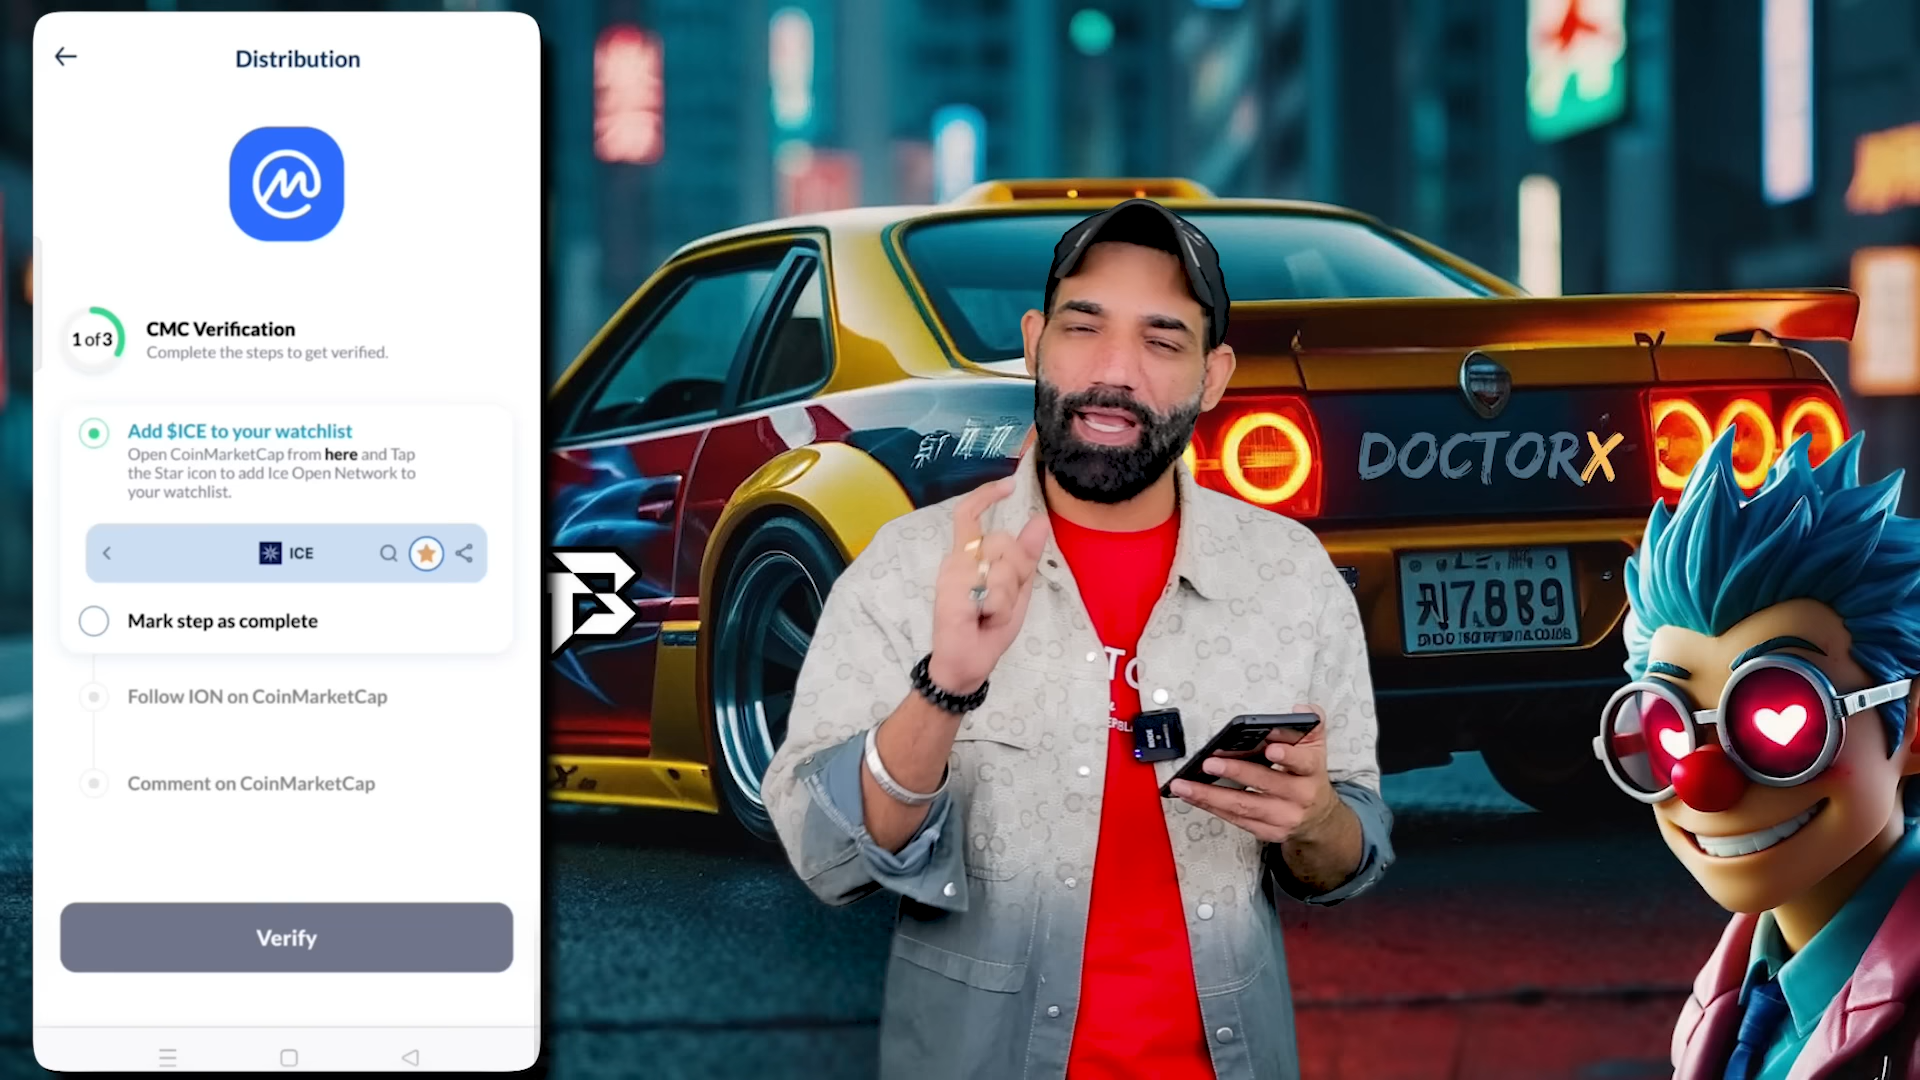 Distribution
1 of 3
CMC Verification
Complete the steps to get verified.
Add $ICE to your watchlist
Open CoinMarketCap from here and Tap
the Star icon to add Ice Open Network to
your watchlist.
ICE
Mark step as complete
Follow ION on CoinMarketCap
Comment on CoinMarketCap
Verify
DOCTORX